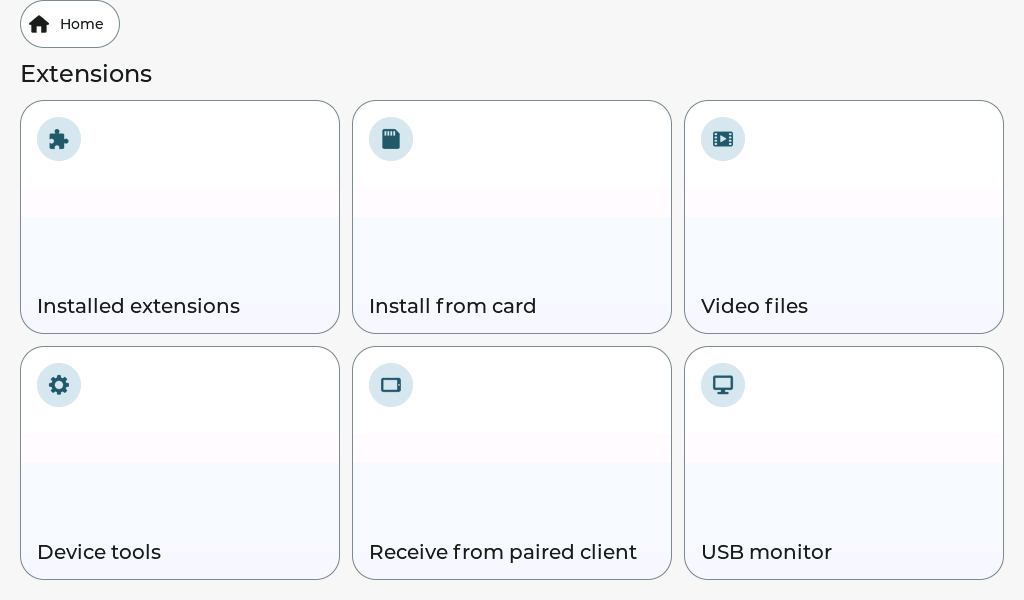 Home
Extensions
Installed extensions
Install from card
Video files
Device tools
Receive from paired client
USB monitor